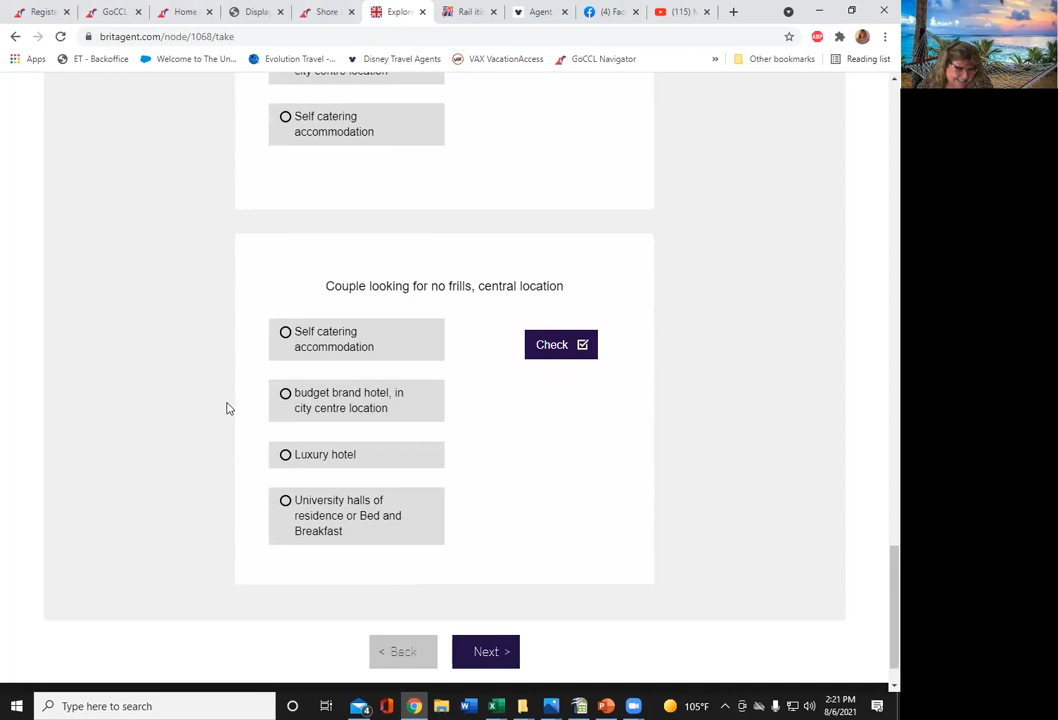 Regist
GoCCL
Home
Displa
Shore
Explor
Rail iti
Agent
(4) Fac
(115) M
britagent.com/node/1068/take
ABP
Apps
ET - Backoffice
Welcome to The Un...
Evolution Travel -...
Disney Travel Agents
VAX VacationAccess
GoCCL Navigator
»
Other bookmarks
Reading list
city centre location
Self catering
accommodation
Couple looking for no frills, central location
Self catering
accommodation
Check
budget brand hotel, in
city centre location
Luxury hotel
University halls of
residence or Bed and
Breakfast
< Back
Next >
Type here to search
4
105°F
2:21 PM
8/6/2021